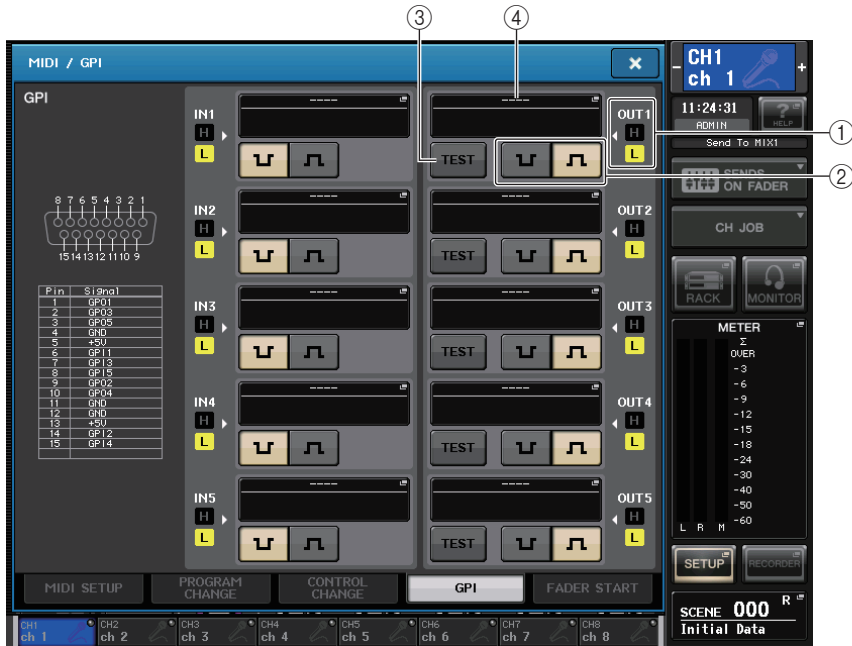 ③
④
MIDI / GPI
×
GPI
8 7 6 5 4 3 2 1
15 14 13 12 11 10 9
Pin Signal
1 GPO1
2 GPO3
3 GPO5
4 GND
5 +5V
6 GPI1
7 GPI3
8 GPI5
9 GPO2
10 GPO4
11 GND
12 GND
13 +5V
14 GPI2
15 GPI4
IN1
H
L
----
----
TEST
OUT1
H
L
①
②
IN2
H
L
----
----
TEST
OUT2
H
L
IN3
H
L
----
----
TEST
OUT3
H
L
IN4
H
L
----
----
TEST
OUT4
H
L
IN5
H
L
----
----
TEST
OUT5
H
L
MIDI SETUP
PROGRAM
CHANGE
CONTROL
CHANGE
GPI
FADER START
CH1
ch 1
CH2
ch 2
CH3
ch 3
CH4
ch 4
CH5
ch 5
CH6
ch 6
CH7
ch 7
CH8
ch 8
- CH1 +
ch 1
11:24:31
ADMIN
?
HELP
Send To MIX1
SENDS
ON FADER
CH JOB
RACK
MONITOR
METER
Σ
OVER
-3
-6
-9
-12
-15
-18
-24
-30
-40
-50
-60
L R M
SETUP
RECORDER
SCENE 000 R
Initial Data